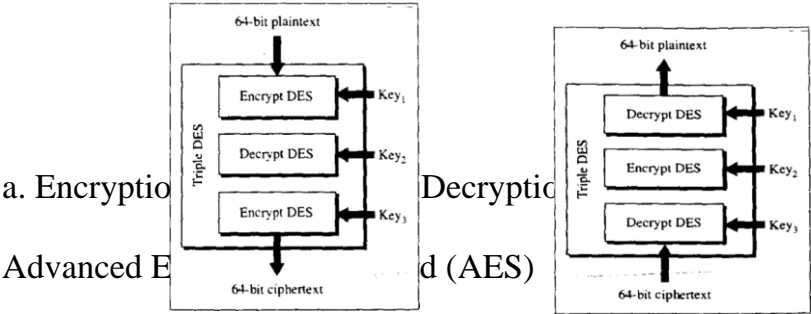 64-bit plaintext
Encrypt DES
Key1
Triple DES
Decrypt DES
Key2
Encrypt DES
Key3
64-bit ciphertext
64-bit plaintext
Decrypt DES
Key1
Triple DES
Encrypt DES
Key2
Decrypt DES
Key3
64-bit ciphertext
a. Encryptio Decryptio
Advanced E d (AES)